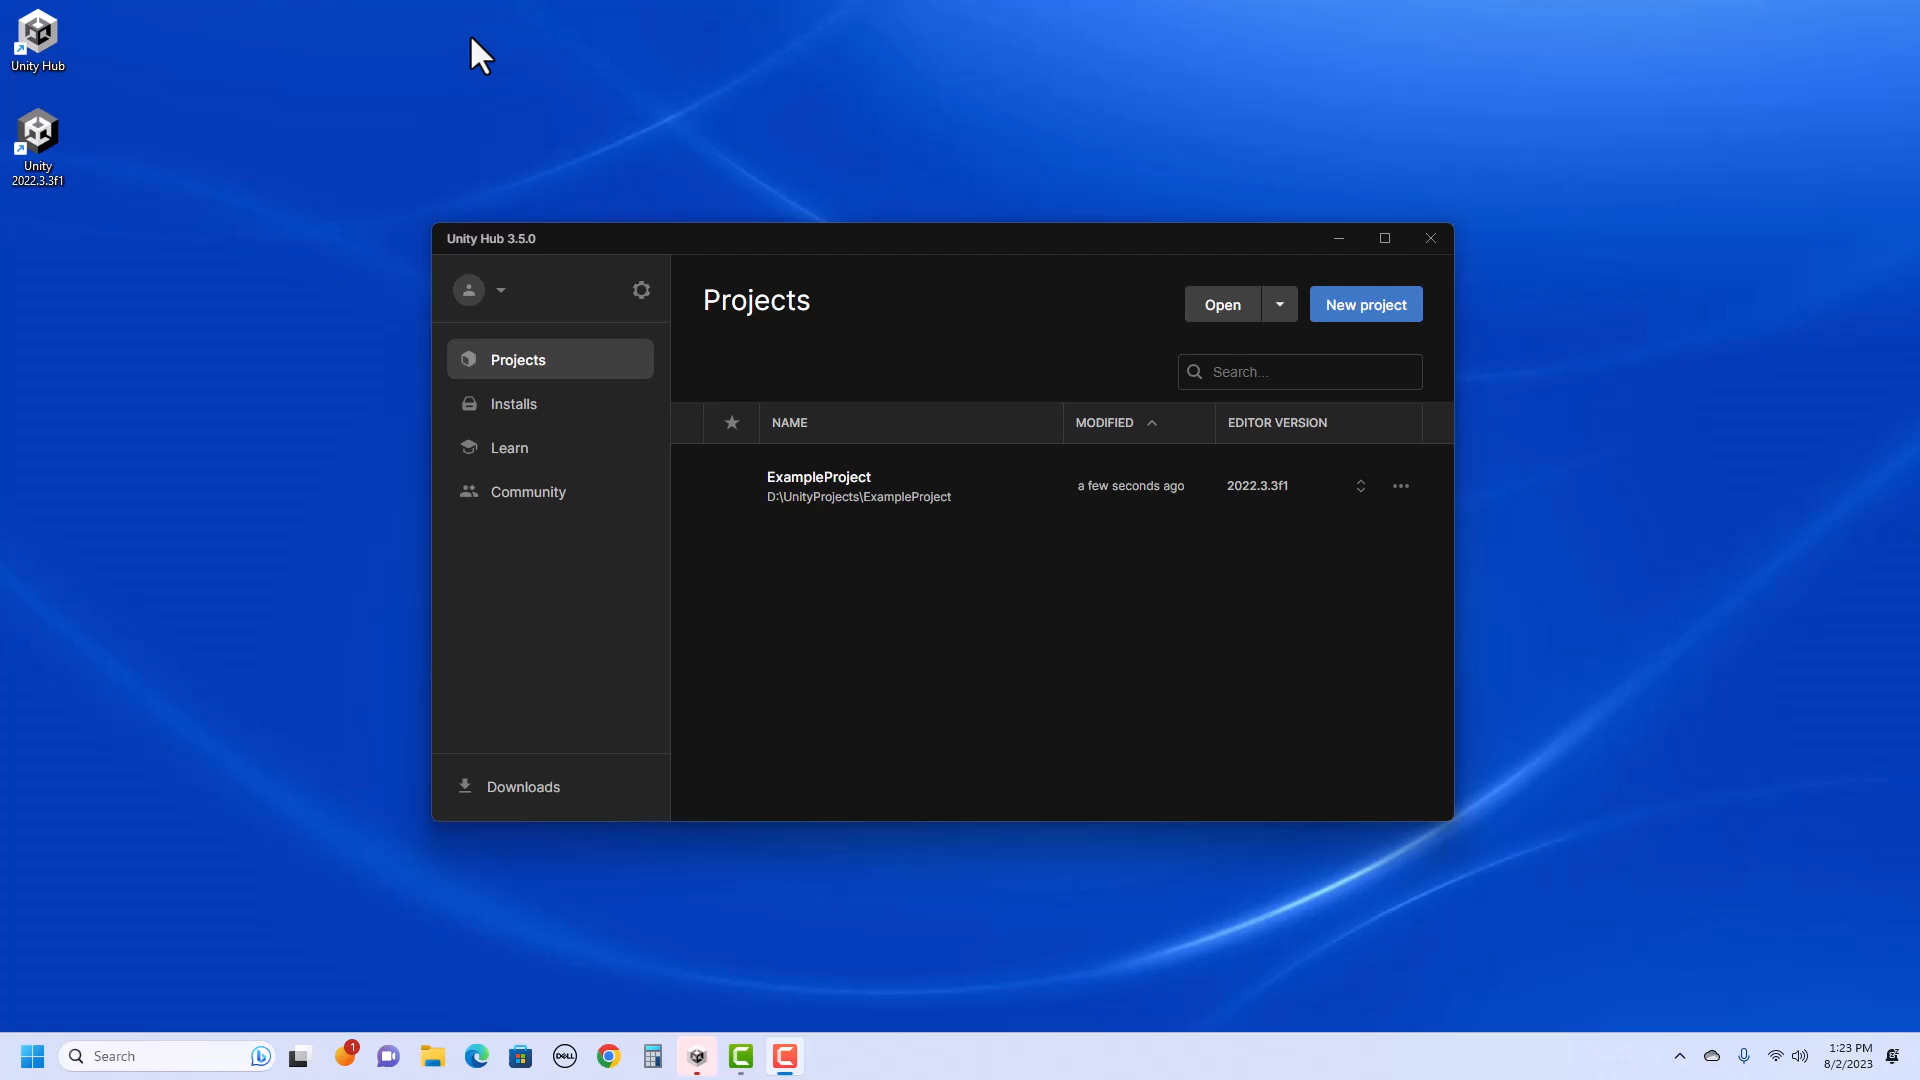 Unity Hub
Unity
2022.3.3f1
Unity Hub 3.5.0
Projects
Open
New project
Projects
Installs
Learn
Community
Search...
NAME
MODIFIED
EDITOR VERSION
ExampleProject
D:\UnityProjects\ExampleProject
a few seconds ago
2022.3.3f1
Downloads
Search
1
DELL
1:23 PM
8/2/2023